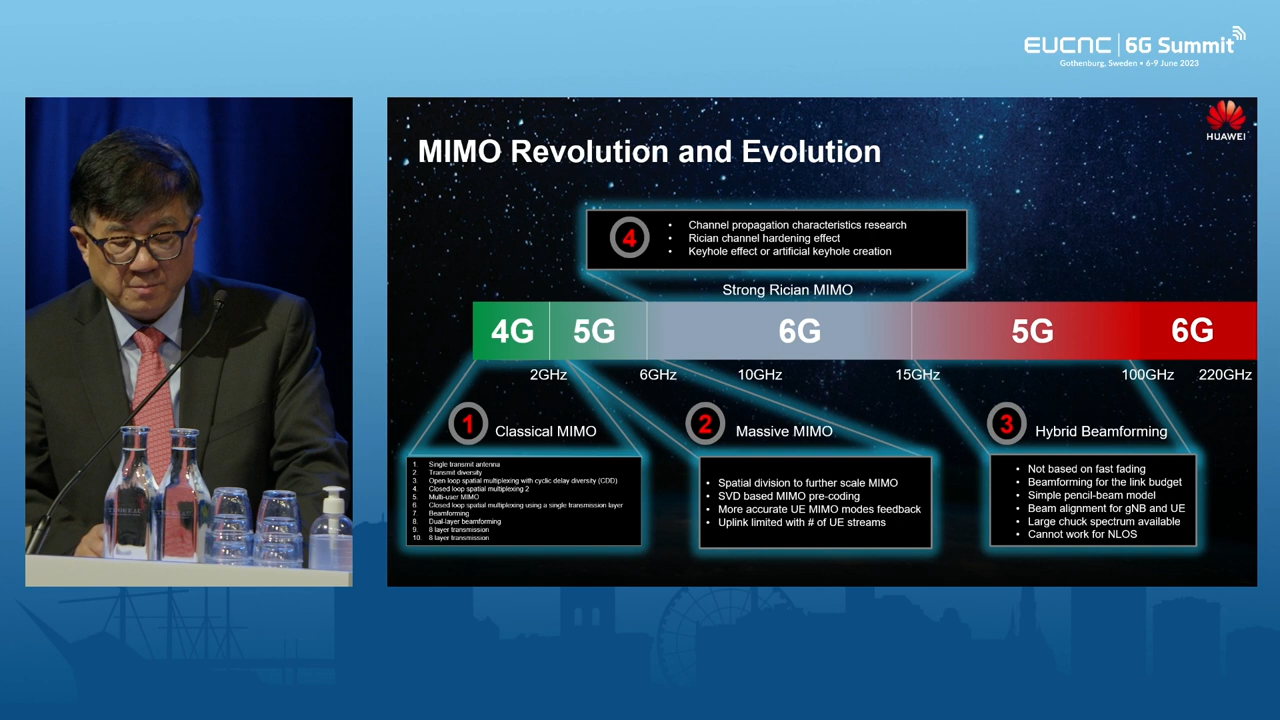 EUCNC | 6G Summit
Gothenburg, Sweden • 6-9 June 2023
HUAWEI
MIMO Revolution and Evolution
4
• Channel propagation characteristics research
• Rician channel hardening effect
• Keyhole effect or artificial keyhole creation
Strong Rician MIMO
4G 5G 6G 5G 6G
2GHz 6GHz 10GHz 15GHz 100GHz 220GHz
1 Classical MIMO
1. Single transmit antenna
2. Transmit diversity
3. Open loop spatial multiplexing with cyclic delay diversity (CDD)
4. Closed loop spatial multiplexing 2
5. Multi-user MIMO
6. Closed loop spatial multiplexing using a single transmission layer
7. Beamforming
8. Dual-layer beamforming
9. 8 layer transmission
10. 8 layer transmission
2 Massive MIMO
• Spatial division to further scale MIMO
• SVD based MIMO pre-coding
• More accurate UE MIMO modes feedback
• Uplink limited with # of UE streams
3 Hybrid Beamforming
• Not based on fast fading
• Beamforming for the link budget
• Simple pencil-beam model
• Beam alignment for gNB and UE
• Large chuck spectrum available
• Cannot work for NLOS